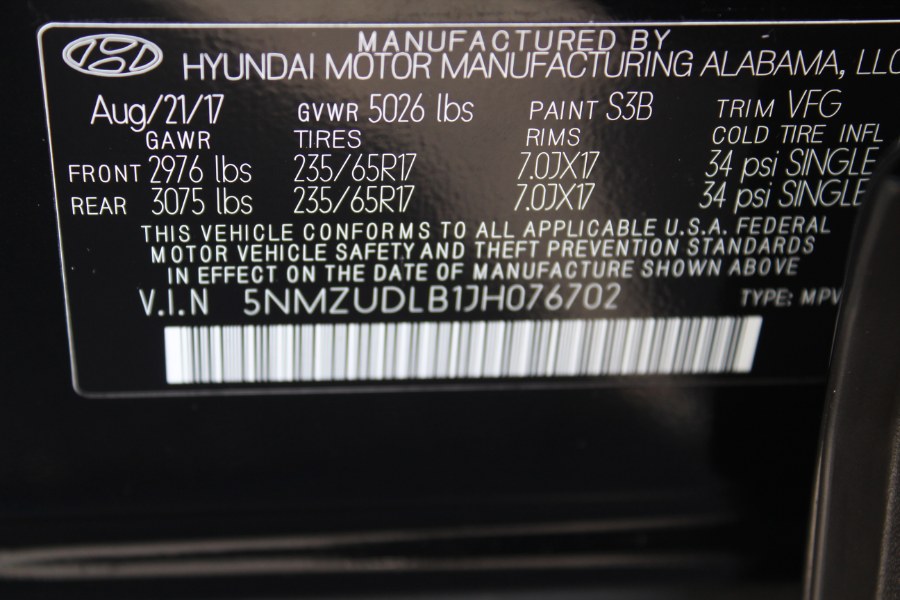 MANUFACTURED BY
HYUNDAI MOTOR MANUFACTURING ALABAMA, LLC
Aug/21/17 GVWR 5026 lbs PAINT S3B TRIM VFG
GAWR TIRES RIMS COLD TIRE INFL
FRONT 2976 lbs 235/65R17 7.0JX17 34 psi SINGLE
REAR 3075 lbs 235/65R17 7.0JX17 34 psi SINGLE
THIS VEHICLE CONFORMS TO ALL APPLICABLE U.S.A. FEDERAL
MOTOR VEHICLE SAFETY AND THEFT PREVENTION STANDARDS
IN EFFECT ON THE DATE OF MANUFACTURE SHOWN ABOVE
V.I.N 5NMZUDLB1JH076702 TYPE: MPV